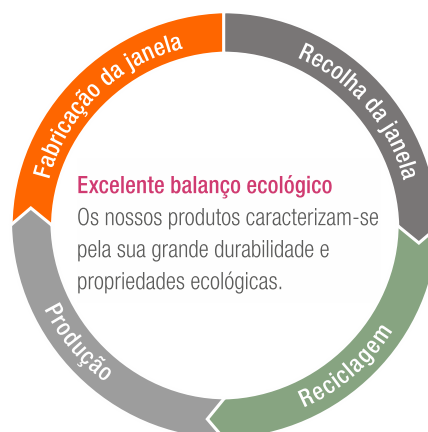 Fabricação da janela
Recolha da janela
Excelente balanço ecológico
Os nossos produtos caracterizam-se
pela sua grande durabilidade e
propriedades ecológicas.
Produção
Reciclagem